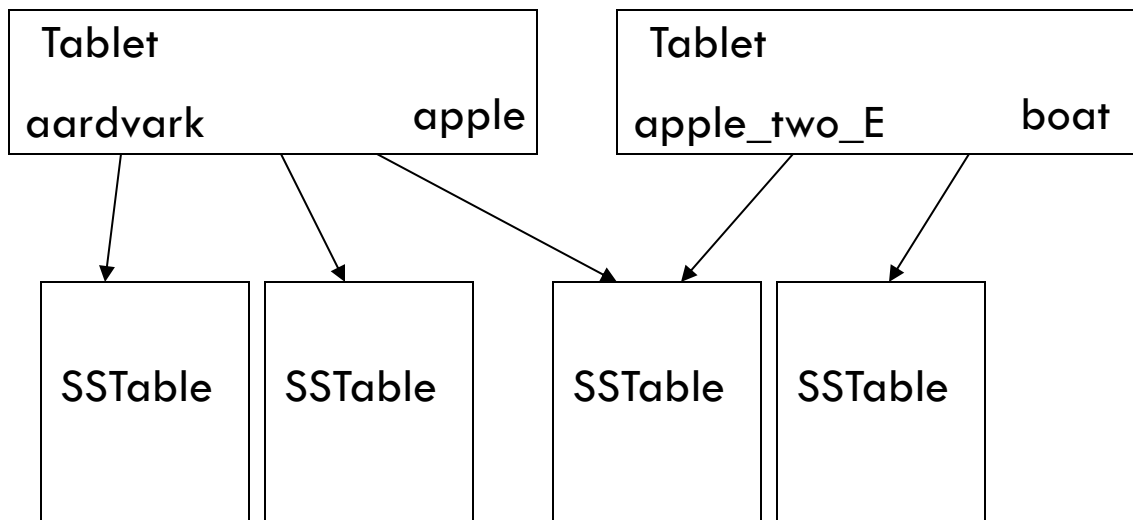 Tablet
aardvark apple
Tablet
apple_two_E boat
SSTable
SSTable
SSTable
SSTable